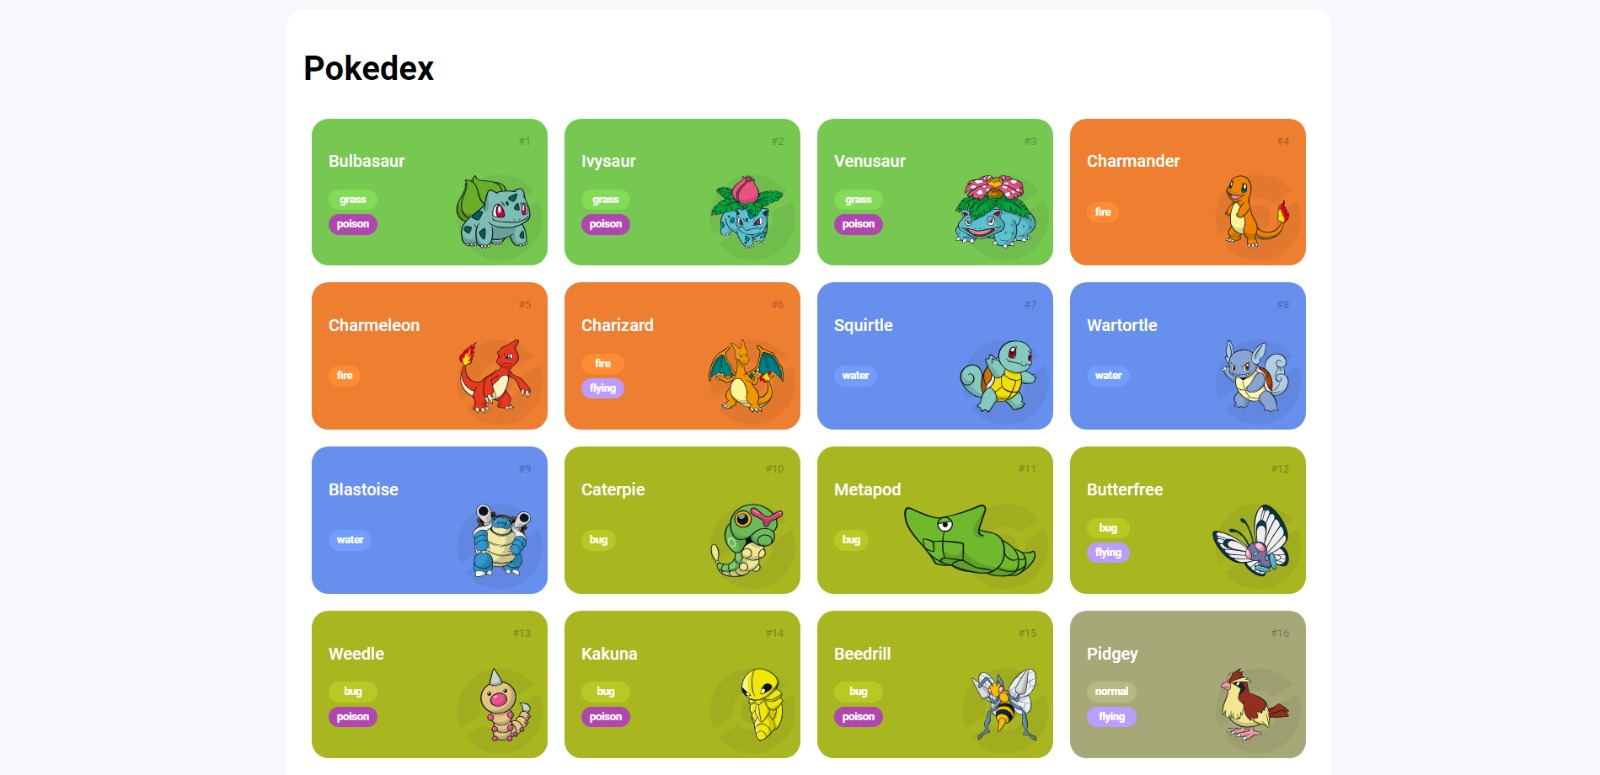 Pokedex
#1
Bulbasaur
grass
poison
#2
Ivysaur
grass
poison
#3
Venusaur
grass
poison
#4
Charmander
fire
#5
Charmeleon
fire
#6
Charizard
fire
flying
#7
Squirtle
water
#8
Wartortle
water
#9
Blastoise
water
#10
Caterpie
bug
#11
Metapod
bug
#12
Butterfree
bug
flying
#13
Weedle
bug
poison
#14
Kakuna
bug
poison
#15
Beedrill
bug
poison
#16
Pidgey
normal
flying